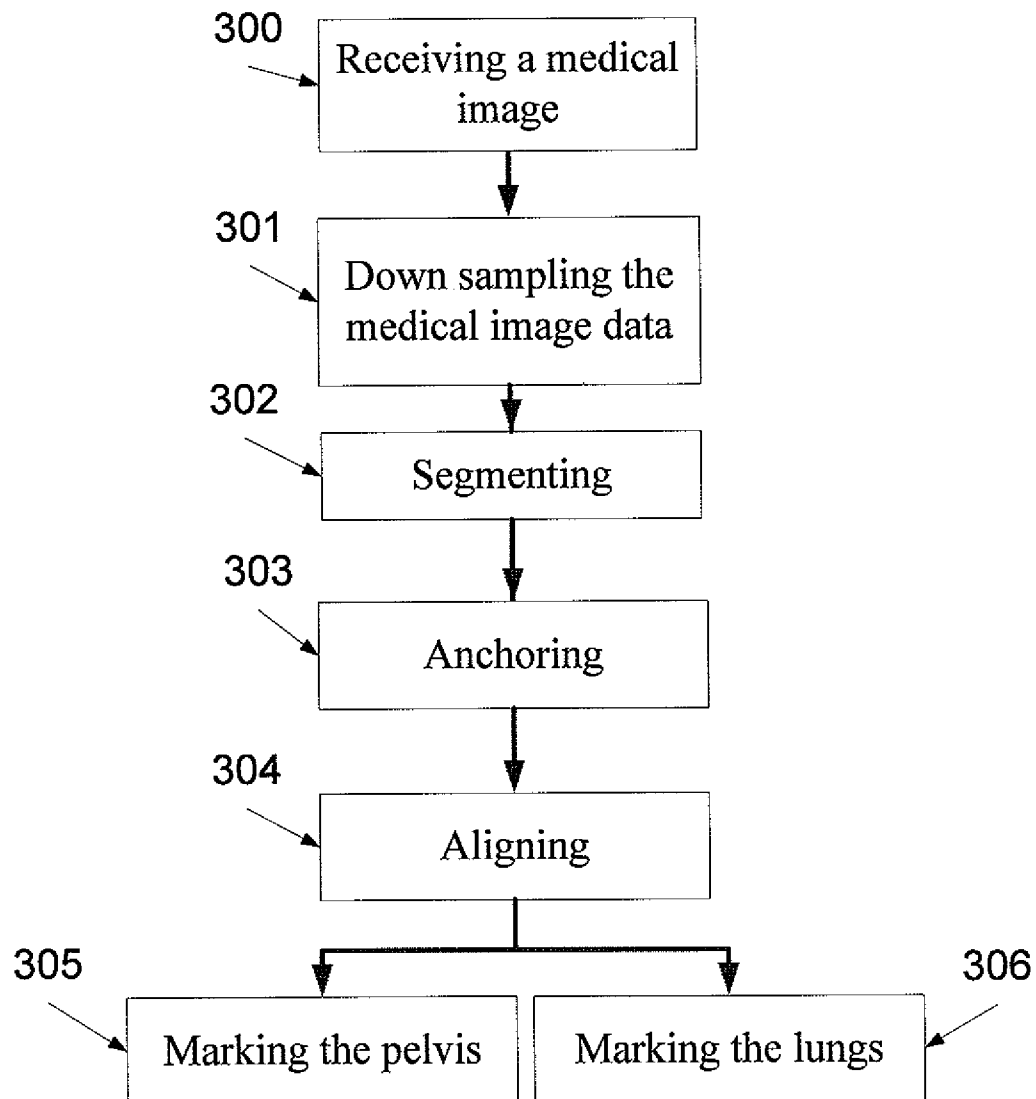 300
Receiving a medical
image
301
Down sampling the
medical image data
302
Segmenting
303
Anchoring
304
Aligning
305
Marking the pelvis
306
Marking the lungs